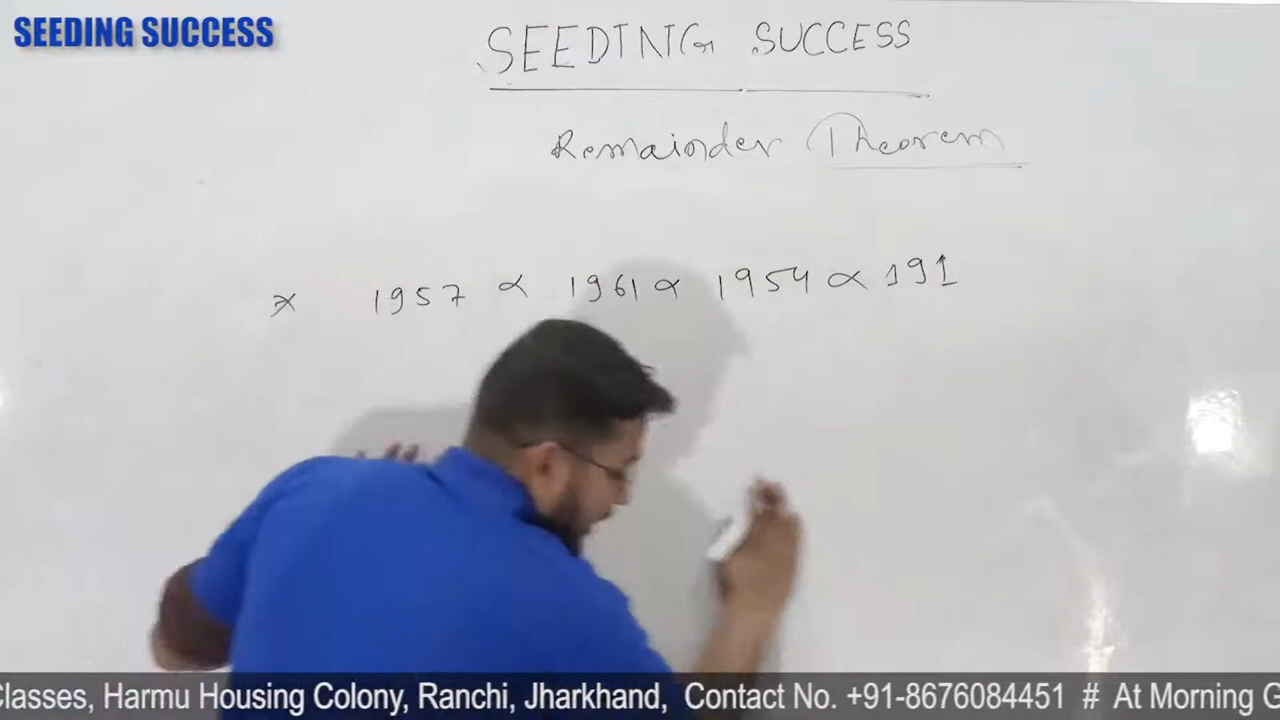 SEEDING SUCCESS
SEEDING SUCCESS
Remainder Theorem
* 1957 × 1961 × 1954 × 191
Classes, Harmu Housing Colony, Ranchi, Jharkhand, Contact No. +91-8676084451 # At Morning G